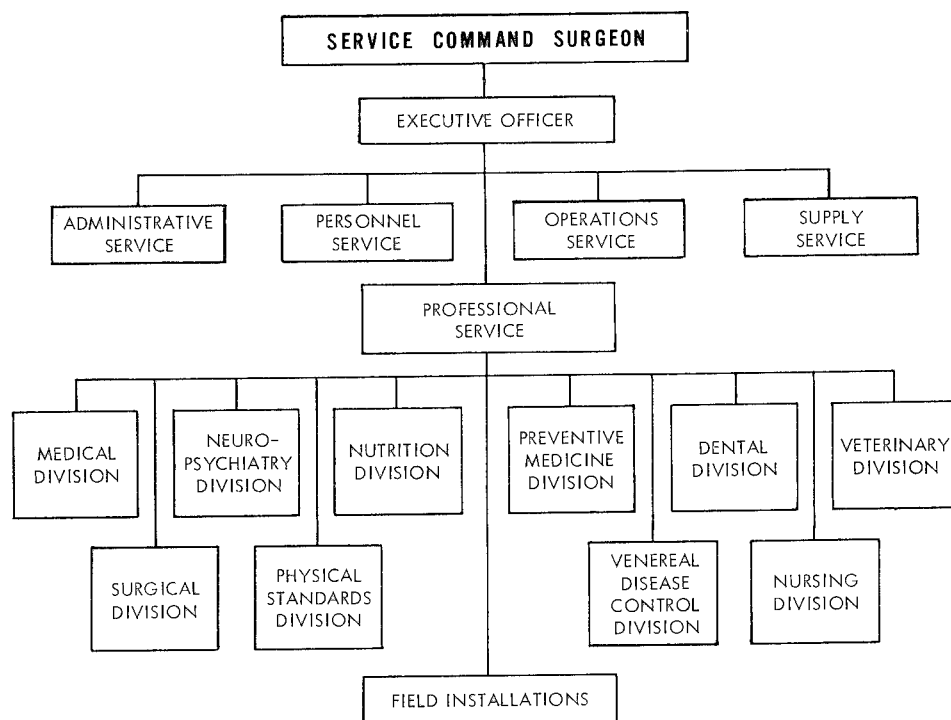 SERVICE COMMAND SURGEON
EXECUTIVE OFFICER
ADMINISTRATIVE
SERVICE
PERSONNEL
SERVICE
OPERATIONS
SERVICE
SUPPLY
SERVICE
PROFESSIONAL
SERVICE
MEDICAL
DIVISION
NEURO-
PSYCHIATRY
DIVISION
NUTRITION
DIVISION
PREVENTIVE
MEDICINE
DIVISION
DENTAL
DIVISION
VETERINARY
DIVISION
SURGICAL
DIVISION
PHYSICAL
STANDARDS
DIVISION
VENEREAL
DISEASE
CONTROL
DIVISION
NURSING
DIVISION
FIELD INSTALLATIONS